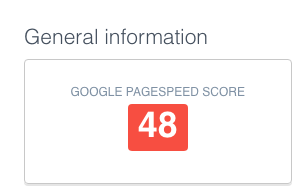 General information
GOOGLE PAGESPEED SCORE
48